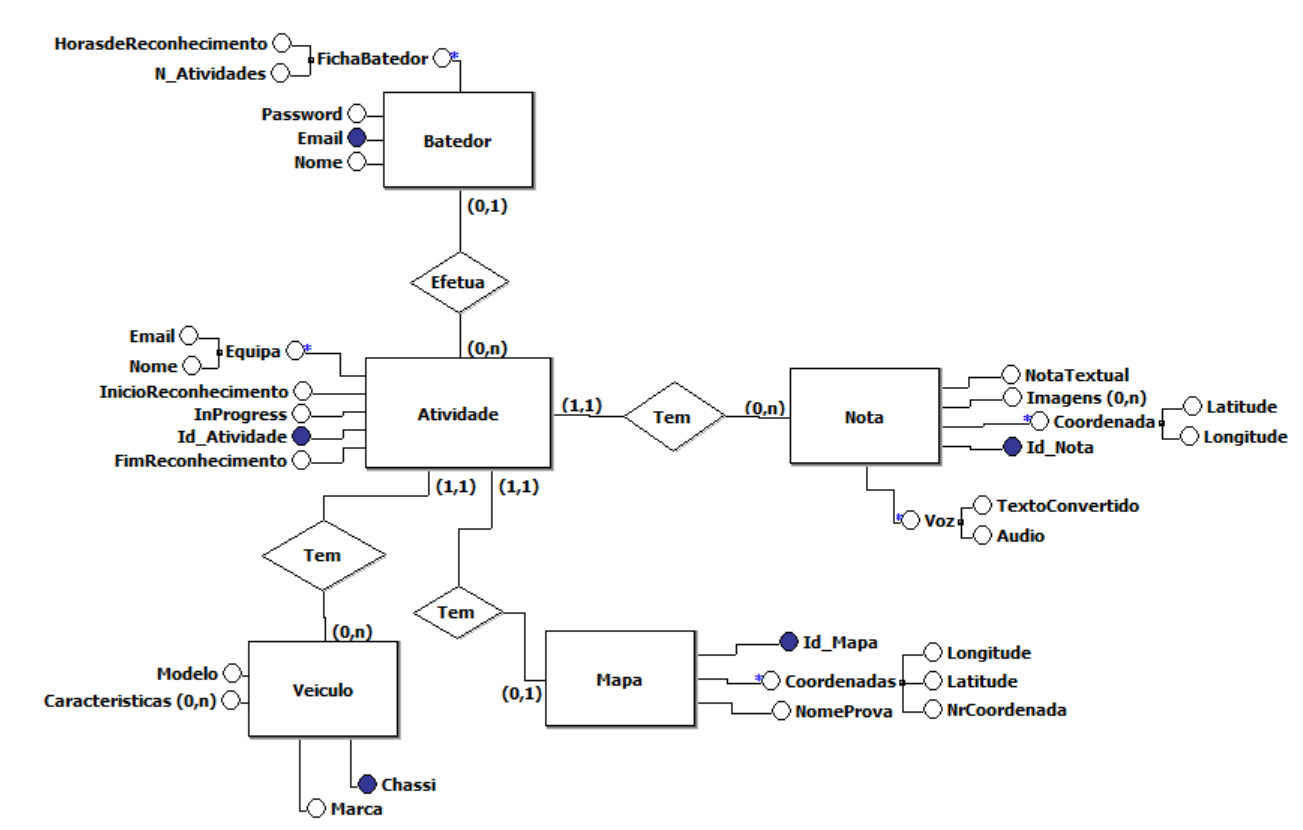 HorasdeReconhecimento
N_Atividades
FichaBatedor *
Password
Email
Nome
Batedor
(0,1)
Efetua
(0,n)
Email
Nome
Equipa *
InicioReconhecimento
InProgress
Id_Atividade
FimReconhecimento
Atividade
(1,1)
Tem
(0,n)
Nota
NotaTextual
Imagens (0,n)
* Coordenada
Latitude
Longitude
Id_Nota
* Voz
TextoConvertido
Audio
(1,1)
(1,1)
Tem
(0,n)
Tem
(0,1)
Modelo
Caracteristicas (0,n)
Veiculo
Chassi
Marca
Mapa
Id_Mapa
* Coordenadas
Longitude
Latitude
NrCoordenada
NomeProva